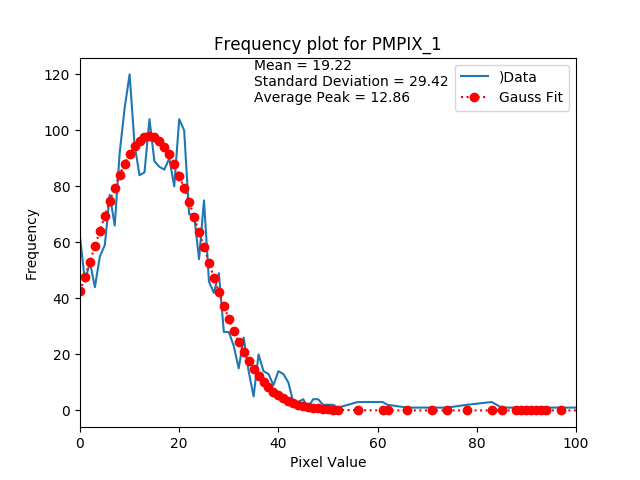 Frequency plot for PMPIX_1
Mean = 19.22
Standard Deviation = 29.42
Average Peak = 12.86
)Data
Gauss Fit
Frequency
120
100
80
60
40
20
0
0 20 40 60 80 100
Pixel Value